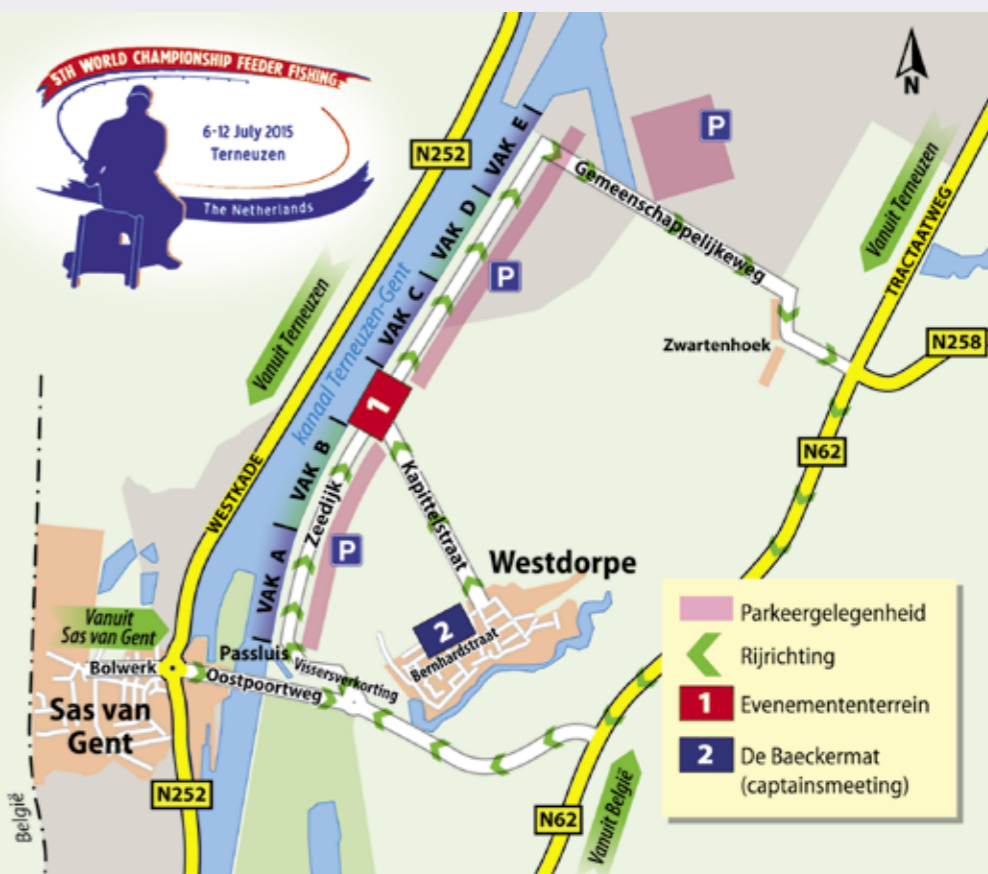 5TH WORLD CHAMPIONSHIP FEEDER FISHING
6-12 July 2015
Terneuzen
The Netherlands
N
N252
P
VAK E
VAK D
VAK C
VAK B
VAK A
Gemeenschappelijkeweg
Vanuit Terneuzen
TRACTAATWEG
P
Vanuit Terneuzen
kanaal Terneuzen-Gent
Zwartenhoek
N258
1
N62
WESTKADE
Zeedijk
Kapittelstraat
P
Westdorpe
Vanuit
Sas van Gent
2
Bernhardstraat
Passluis
Vissersverkorting
Bolwerk
Oostpoortweg
Sas van
Gent
N252
België
N62
Vanuit België
Parkeergelegenheid
Rijrichting
1 Evenemententerrein
2 De Baeckermat
(captainsmeeting)